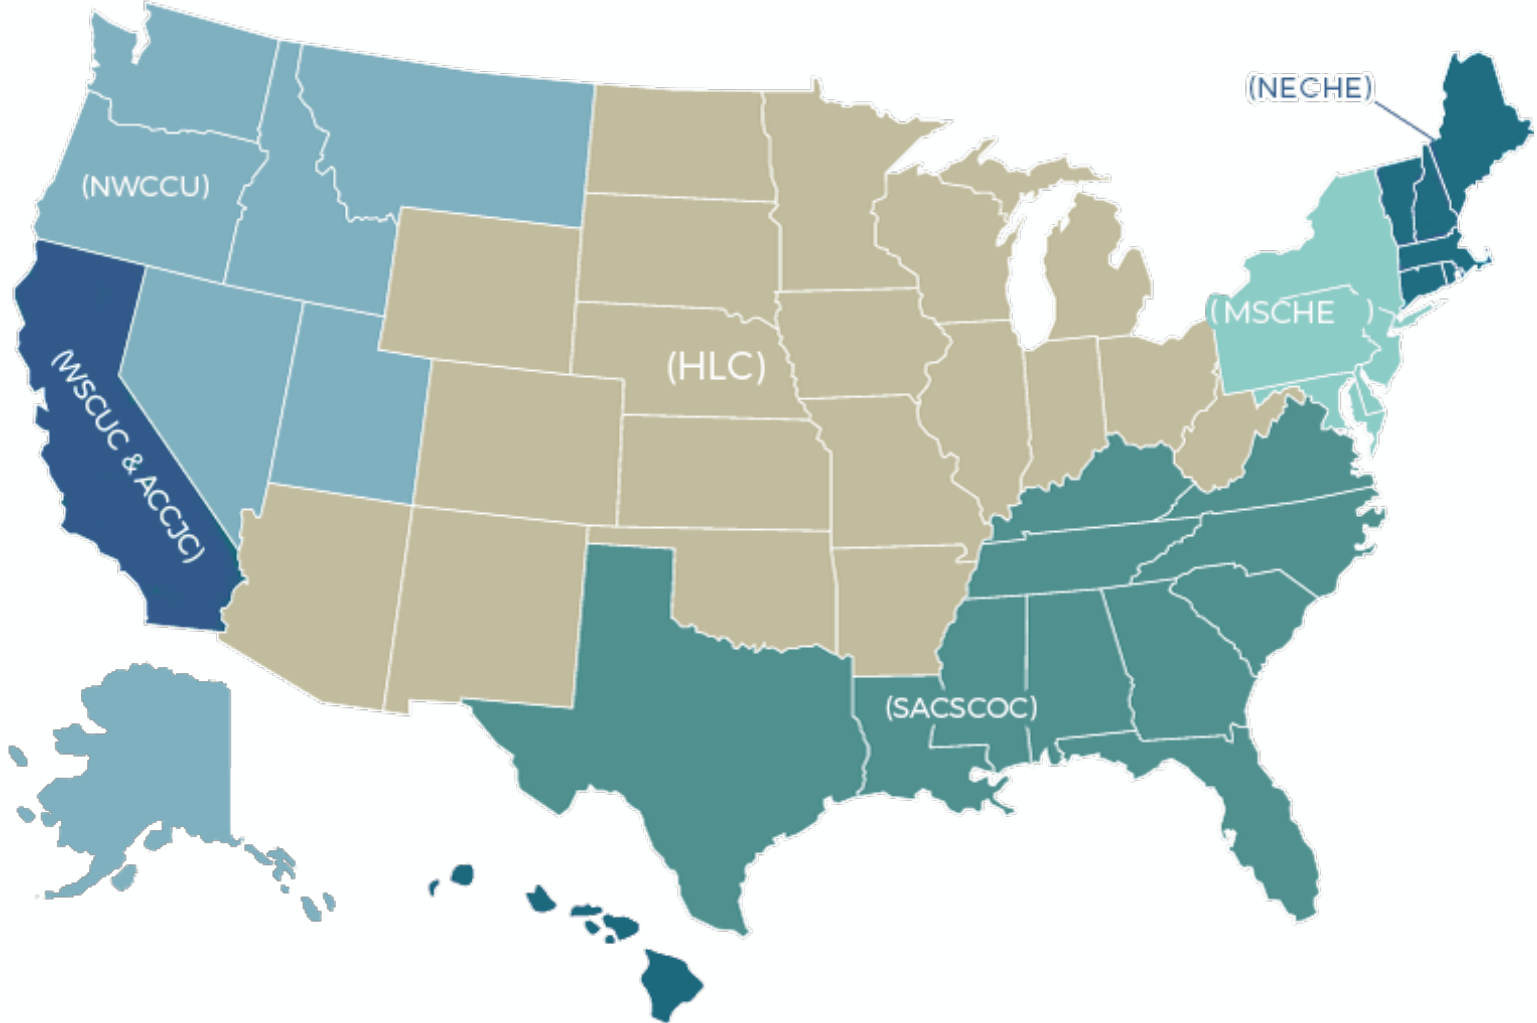 (NECHE)
(NWCCU)
(MSCHE )
(HLC)
(WSCUC & ACCJC)
(SACSCOC)